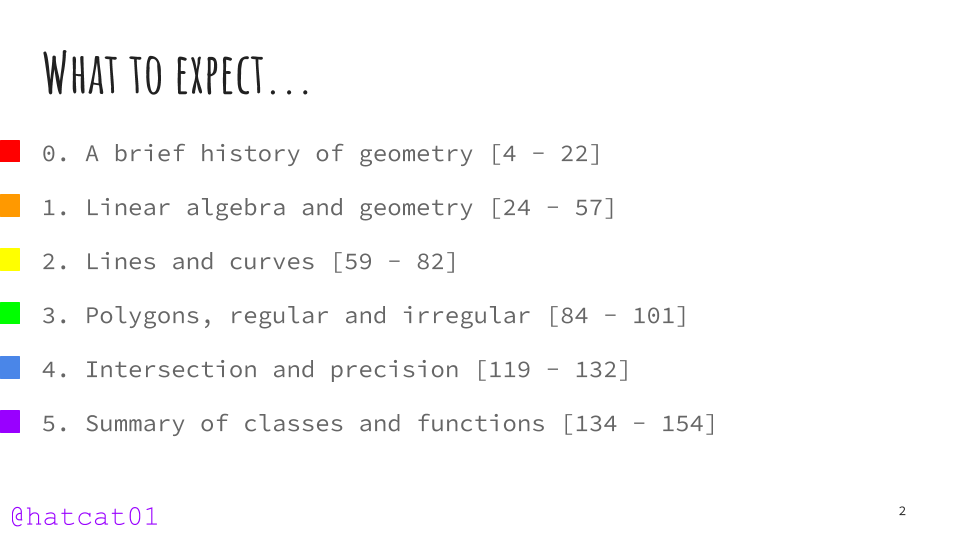 What to expect...
0. A brief history of geometry [4 - 22]
1. Linear algebra and geometry [24 - 57]
2. Lines and curves [59 - 82]
3. Polygons, regular and irregular [84 - 101]
4. Intersection and precision [119 - 132]
5. Summary of classes and functions [134 - 154]
@hatcat01
2